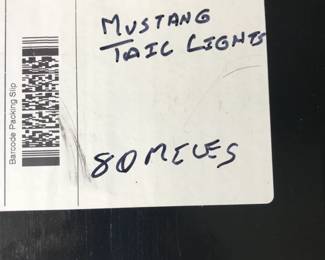 MUSTANG
TAIL LIGHTS
80 MILES
Barcode Packing Slip